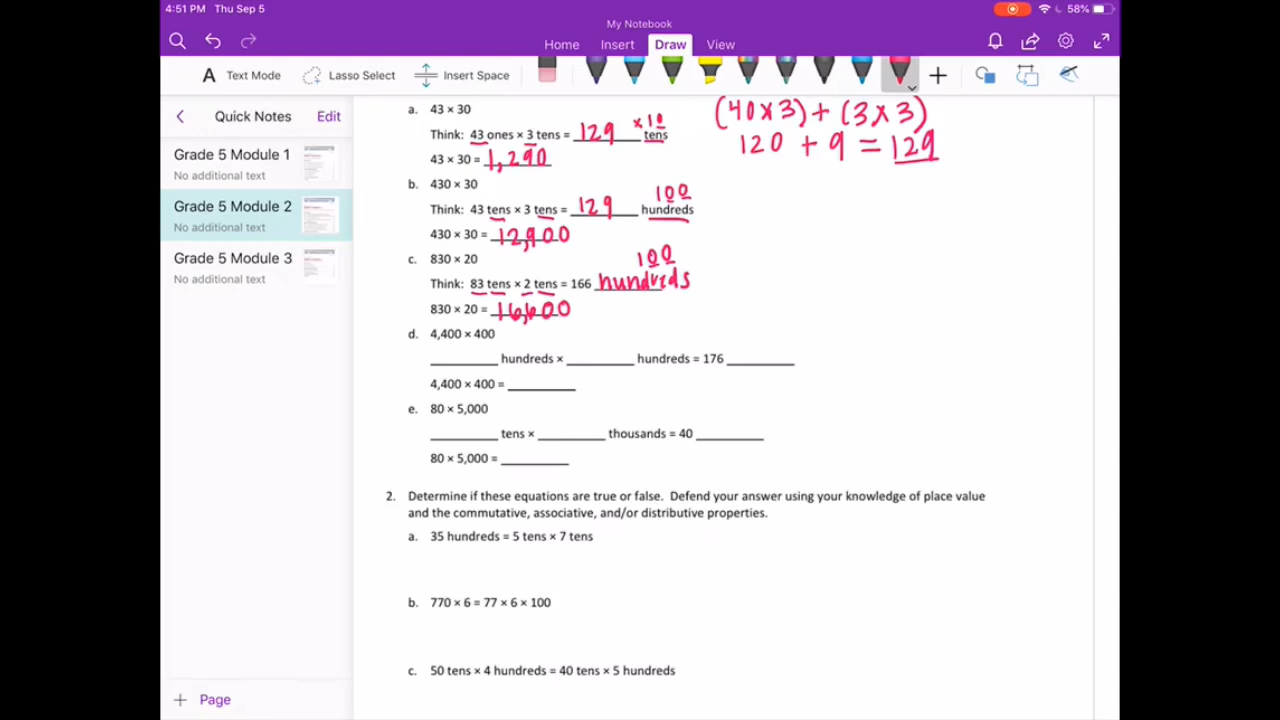 4:51 PM Thu Sep 5
58%
My Notebook
Home Insert Draw View
A Text Mode Lasso Select Insert Space
Quick Notes Edit
Grade 5 Module 1
No additional text
Grade 5 Module 2
No additional text
Grade 5 Module 3
No additional text
+ Page
a. 43 × 30
Think: 43 ones × 3 tens = 129 tens
×10
43 × 30 = 1,290
(40 x 3) + (3 x 3)
120 + 9 = 129
b. 430 × 30
100
Think: 43 tens × 3 tens = 129 hundreds
430 × 30 = 12,900
c. 830 × 20
100
Think: 83 tens × 2 tens = 166 hundreds
830 × 20 = 16,600
d. 4,400 × 400
__________ hundreds × __________ hundreds = 176 __________
4,400 × 400 = __________
e. 80 × 5,000
__________ tens × __________ thousands = 40 __________
80 × 5,000 = __________
2. Determine if these equations are true or false. Defend your answer using your knowledge of place value
and the commutative, associative, and/or distributive properties.
a. 35 hundreds = 5 tens × 7 tens
b. 770 × 6 = 77 × 6 × 100
c. 50 tens × 4 hundreds = 40 tens × 5 hundreds